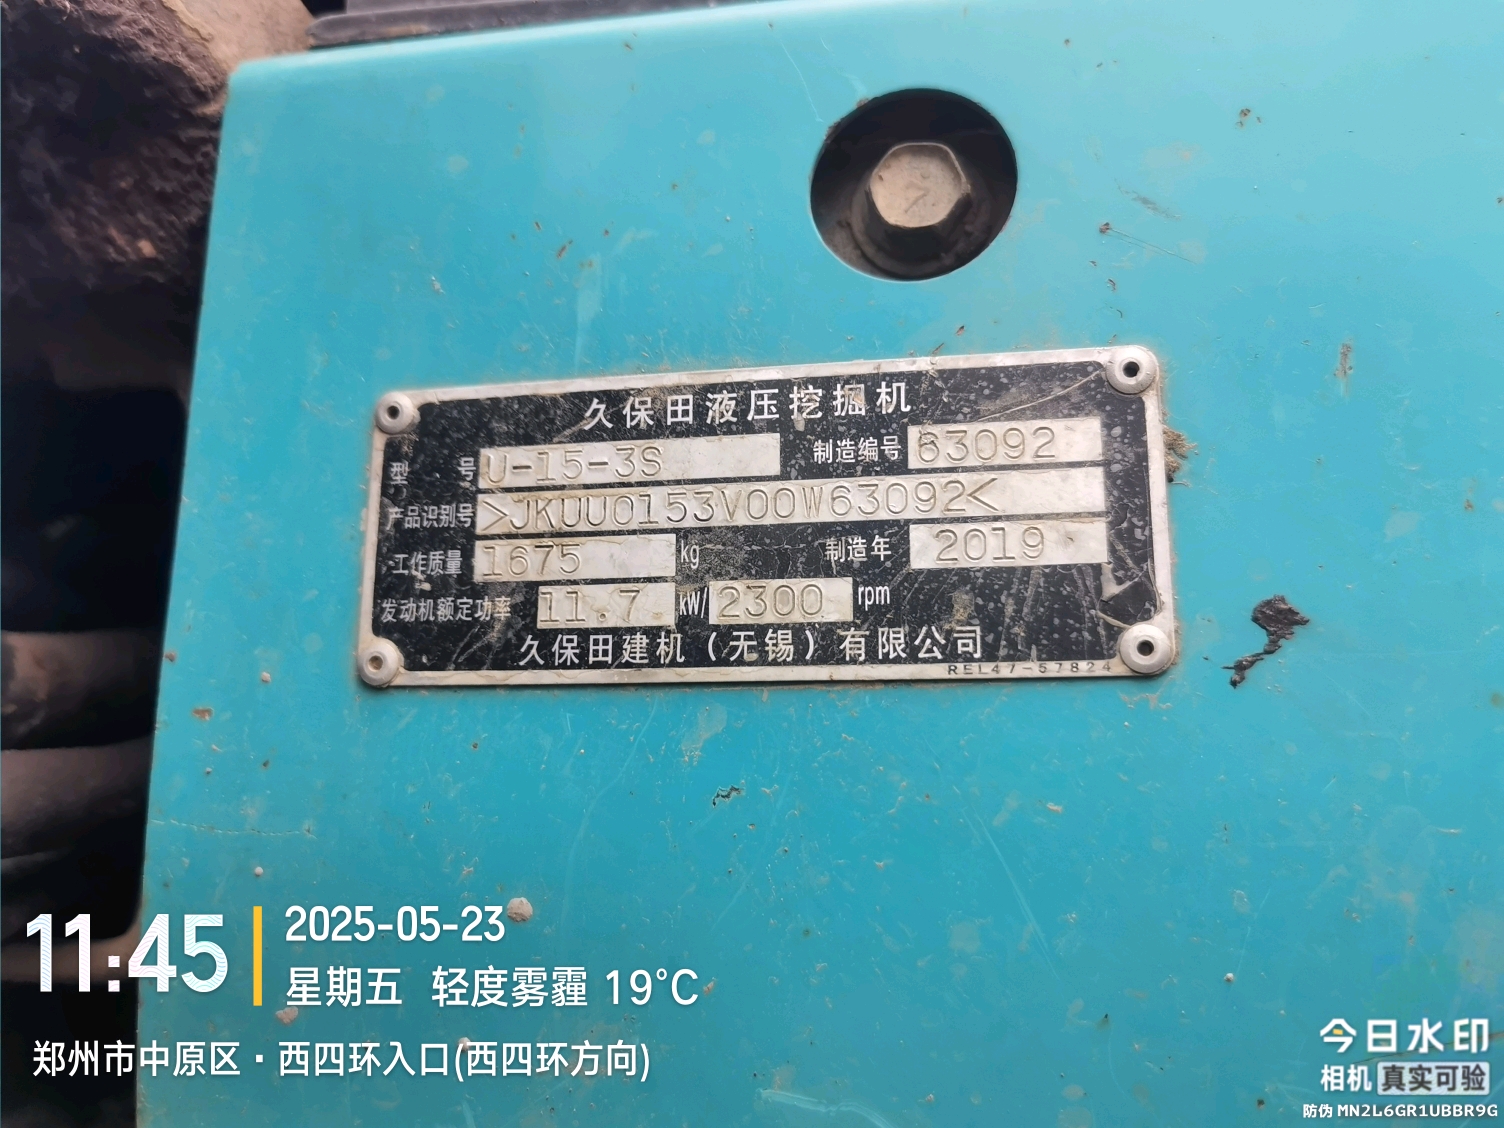 久保田液压挖掘机
型 号 U-15-3S 制造编号 63092
产品识别号 >JKUU0153V00W63092<
工作质量 1675 kg 制造年 2019
发动机额定功率 11.7 kW/ 2300 rpm
久保田建机（无锡）有限公司
REL47-57824
11:45
2025-05-23
星期五 轻度雾霾 19°C
郑州市中原区·西四环入口(西四环方向)
今日水印
相机 真实可验
防伪 MN2L6GR1UBBR9G